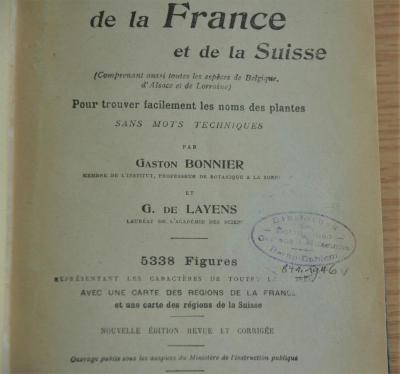 de la France
et de la Suisse
(Comprenant aussi toutes les espèces de Belgique,
d'Alsace et de Lorraine)
Pour trouver facilement les noms des plantes
SANS MOTS TECHNIQUES
PAR
GASTON BONNIER
MEMBRE DE L'INSTITUT, PROFESSEUR DE BOTANIQUE A LA SORB
ET
G. DE LAYENS
LAURÉAT DE L'ACADÉMIE DES SCIEN
5338 Figures
REPRÉSENTANT LES CARACTÈRES DE TOUTES
AVEC UNE CARTE DES RÉGIONS DE LA FRANCE
et une carte des régions de la Suisse
NOUVELLE ÉDITION REVUE ET CORRIGÉE
Ouvrage publié sous les auspices du Ministère de l'instruction publique